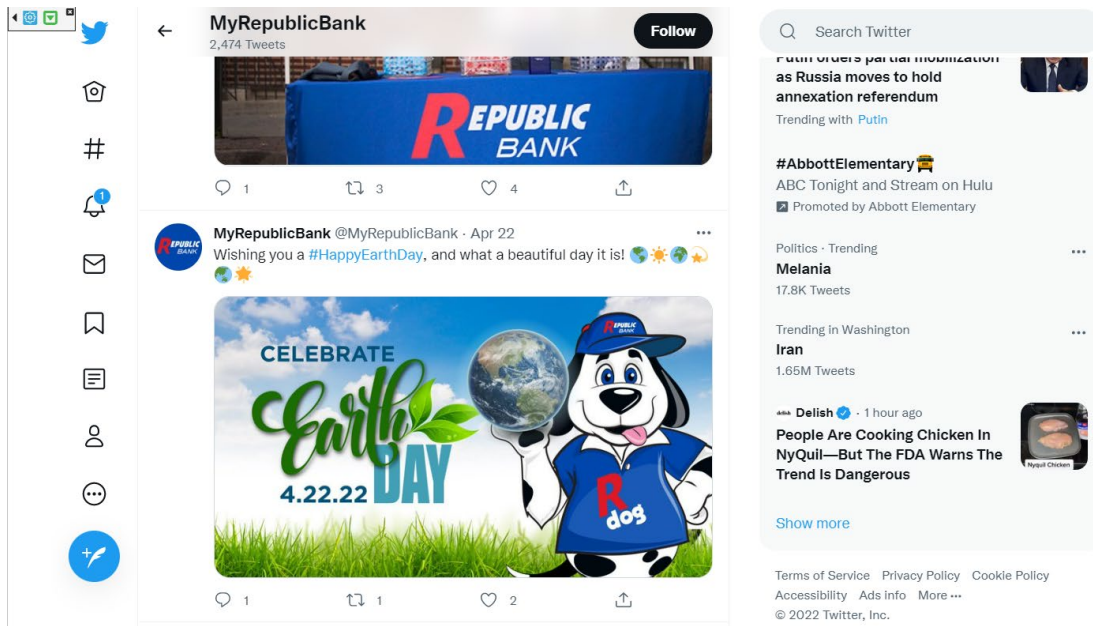 MyRepublicBank
2,474 Tweets
Follow
REPUBLIC
BANK
1 3 4
1
REPUBLIC
BANK
MyRepublicBank @MyRepublicBank · Apr 22
Wishing you a #HappyEarthDay, and what a beautiful day it is! 🌎☀️🌎💫
🌎🌟
CELEBRATE
Earth
DAY
4.22.22
REPUBLIC
BANK
R
dog
1 1 2
Search Twitter
Putin orders partial mobilization
as Russia moves to hold
annexation referendum
Trending with Putin
#AbbottElementary
ABC Tonight and Stream on Hulu
Promoted by Abbott Elementary
Politics · Trending
Melania
17.8K Tweets
Trending in Washington
Iran
1.65M Tweets
Delish · 1 hour ago
People Are Cooking Chicken In
NyQuil—But The FDA Warns The
Trend Is Dangerous
Nyquil Chicken
Show more
Terms of Service Privacy Policy Cookie Policy
Accessibility Ads info More ···
© 2022 Twitter, Inc.